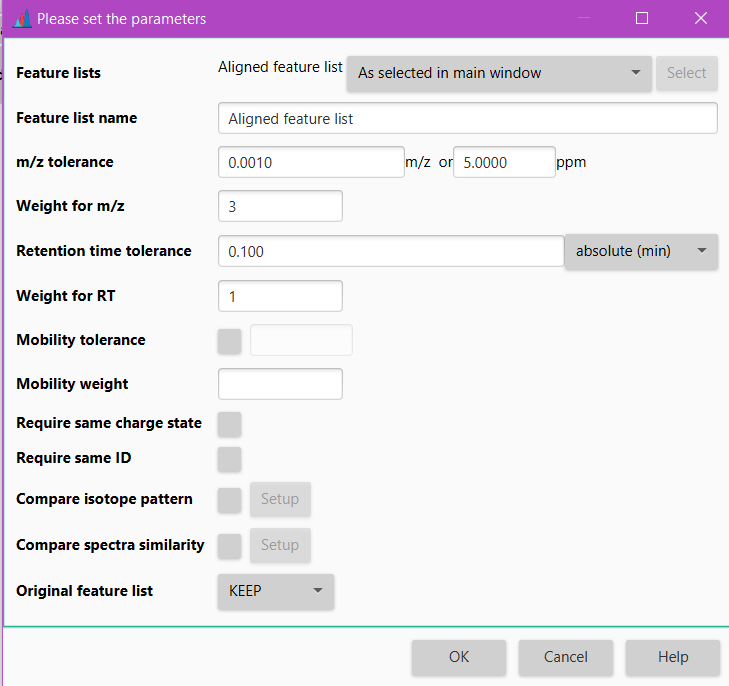 Please set the parameters
Feature lists Aligned feature list As selected in main window Select
Feature list name Aligned feature list
m/z tolerance 0.0010 m/z or 5.0000 ppm
Weight for m/z 3
Retention time tolerance 0.100 absolute (min)
Weight for RT 1
Mobility tolerance
Mobility weight
Require same charge state
Require same ID
Compare isotope pattern Setup
Compare spectra similarity Setup
Original feature list KEEP
OK Cancel Help